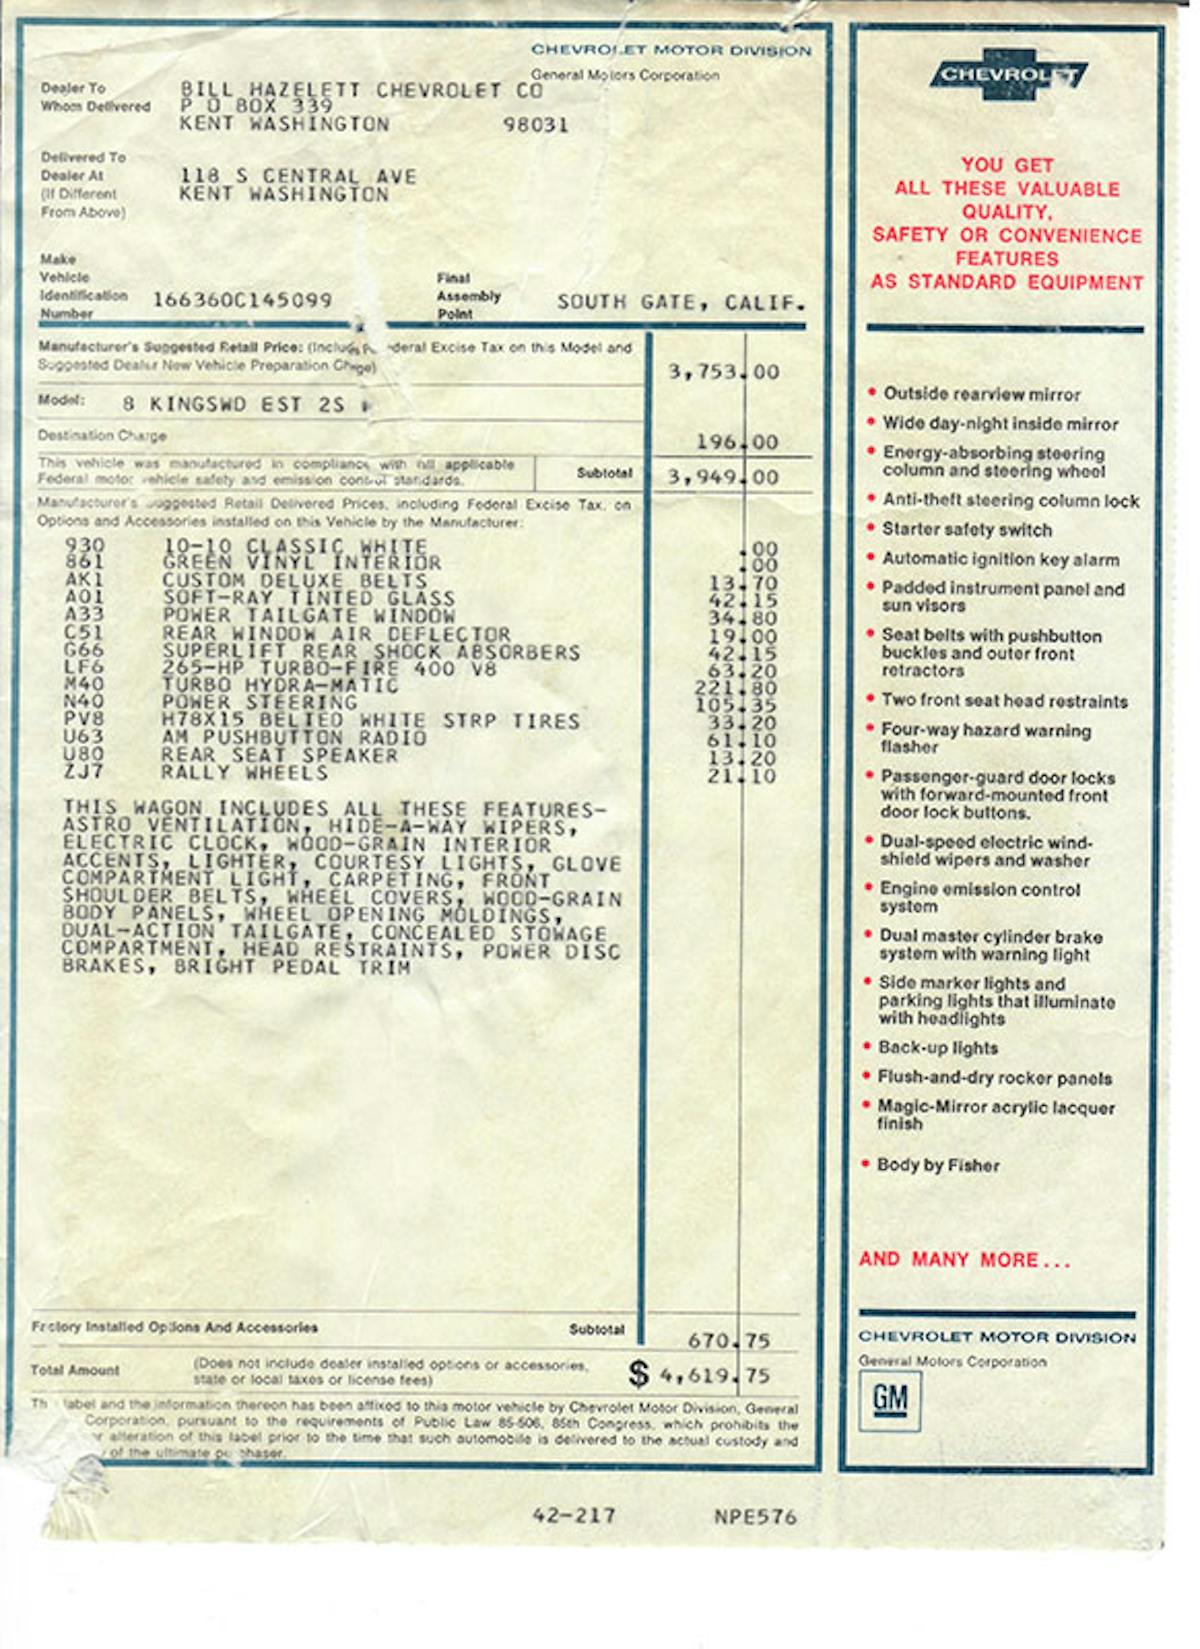 CHEVROLET MOTOR DIVISION
General Motors Corporation
Dealer To
Whom Delivered
BILL HAZELETT CHEVROLET CO
P O BOX 339
KENT WASHINGTON 98031
Delivered To
Dealer At
(If Different
From Above)
118 S CENTRAL AVE
KENT WASHINGTON
Make
Vehicle
Identification
Number
166360C145099
Final
Assembly
Point
SOUTH GATE, CALIF.
Manufacturer's Suggested Retail Price: (Includ deral Excise Tax on this Model and
Suggested Dealer New Vehicle Preparation Charge)
3,753.00
Model: 8 KINGSWD EST 2S
Destination Charge 196.00
This vehicle was manufactured in compliance with all applicable
Federal motor vehicle safety and emission control standards.
Subtotal 3,949.00
Manufacturer's Suggested Retail Delivered Prices, including Federal Excise Tax, on
Options and Accessories installed on this Vehicle by the Manufacturer:
930 10-10 CLASSIC WHITE .00
861 GREEN VINYL INTERIOR .00
AK1 CUSTOM DELUXE BELTS 13.70
A01 SOFT-RAY TINTED GLASS 42.15
A33 POWER TAILGATE WINDOW 34.80
C51 REAR WINDOW AIR DEFLECTOR 19.00
G66 SUPERLIFT REAR SHOCK ABSORBERS 42.15
LF6 265-HP TURBO-FIRE 400 V8 63.20
M40 TURBO HYDRA-MATIC 221.80
N40 POWER STEERING 105.35
PV8 H78X15 BELTED WHITE STRP TIRES 33.20
U63 AM PUSHBUTTON RADIO 61.10
U80 REAR SEAT SPEAKER 13.20
ZJ7 RALLY WHEELS 21.10
THIS WAGON INCLUDES ALL THESE FEATURES-
ASTRO VENTILATION, HIDE-A-WAY WIPERS,
ELECTRIC CLOCK, WOOD-GRAIN INTERIOR
ACCENTS, LIGHTER, COURTESY LIGHTS, GLOVE
COMPARTMENT LIGHT, CARPETING, FRONT
SHOULDER BELTS, WHEEL COVERS, WOOD-GRAIN
BODY PANELS, WHEEL OPENING MOLDINGS,
DUAL-ACTION TAILGATE, CONCEALED STOWAGE
COMPARTMENT, HEAD RESTRAINTS, POWER DISC
BRAKES, BRIGHT PEDAL TRIM
Factory Installed Options And Accessories Subtotal 670.75
Total Amount
(Does not include dealer installed options or accessories,
state or local taxes or license fees)
$ 4,619.75
Th label and the information thereon has been affixed to this motor vehicle by Chevrolet Motor Division, General
Corporation, pursuant to the requirements of Public Law 85-506, 85th Congress, which prohibits the
r alteration of this label prior to the time that such automobile is delivered to the actual custody and
y of the ultimate purchaser.
42-217 NPE576
CHEVROLET
YOU GET
ALL THESE VALUABLE
QUALITY,
SAFETY OR CONVENIENCE
FEATURES
AS STANDARD EQUIPMENT
• Outside rearview mirror
• Wide day-night inside mirror
• Energy-absorbing steering
column and steering wheel
• Anti-theft steering column lock
• Starter safety switch
• Automatic ignition key alarm
• Padded instrument panel and
sun visors
• Seat belts with pushbutton
buckles and outer front
retractors
• Two front seat head restraints
• Four-way hazard warning
flasher
• Passenger-guard door locks
with forward-mounted front
door lock buttons.
• Dual-speed electric wind-
shield wipers and washer
• Engine emission control
system
• Dual master cylinder brake
system with warning light
• Side marker lights and
parking lights that illuminate
with headlights
• Back-up lights
• Flush-and-dry rocker panels
• Magic-Mirror acrylic lacquer
finish
• Body by Fisher
AND MANY MORE...
CHEVROLET MOTOR DIVISION
General Motors Corporation
GM